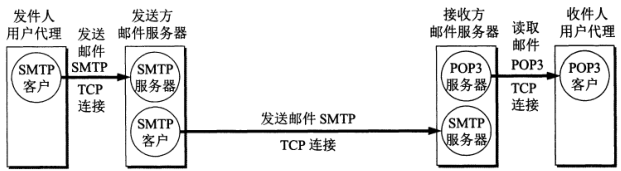 发件人
用户代理
发送
邮件
SMTP
TCP
连接
SMTP
客户
发送方
邮件服务器
SMTP
服务器
SMTP
客户
发送邮件 SMTP
TCP 连接
接收方
邮件服务器
POP3
服务器
SMTP
服务器
读取
邮件
POP3
TCP
连接
收件人
用户代理
POP3
客户